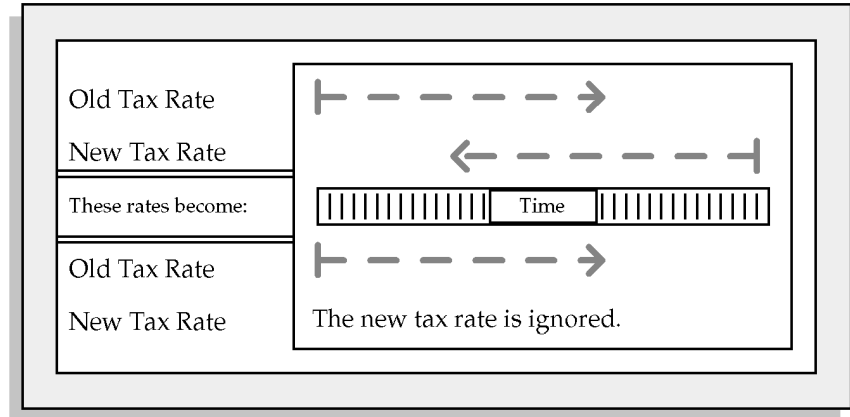 Old Tax Rate
New Tax Rate
These rates become:
Time
Old Tax Rate
New Tax Rate
The new tax rate is ignored.